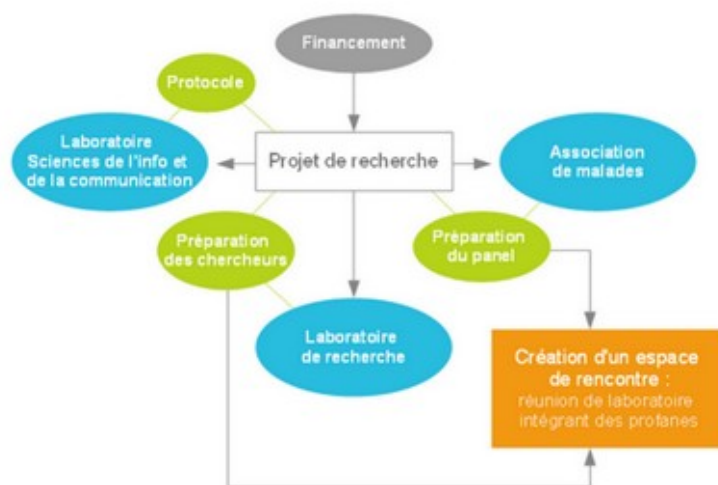 Financement
Protocole
Laboratoire
Sciences de l'info et
de la communication
Projet de recherche
Association
de malades
Préparation
des chercheurs
Préparation
du panel
Laboratoire
de recherche
Création d'un espace
de rencontre :
réunion de laboratoire
intégrant des profanes